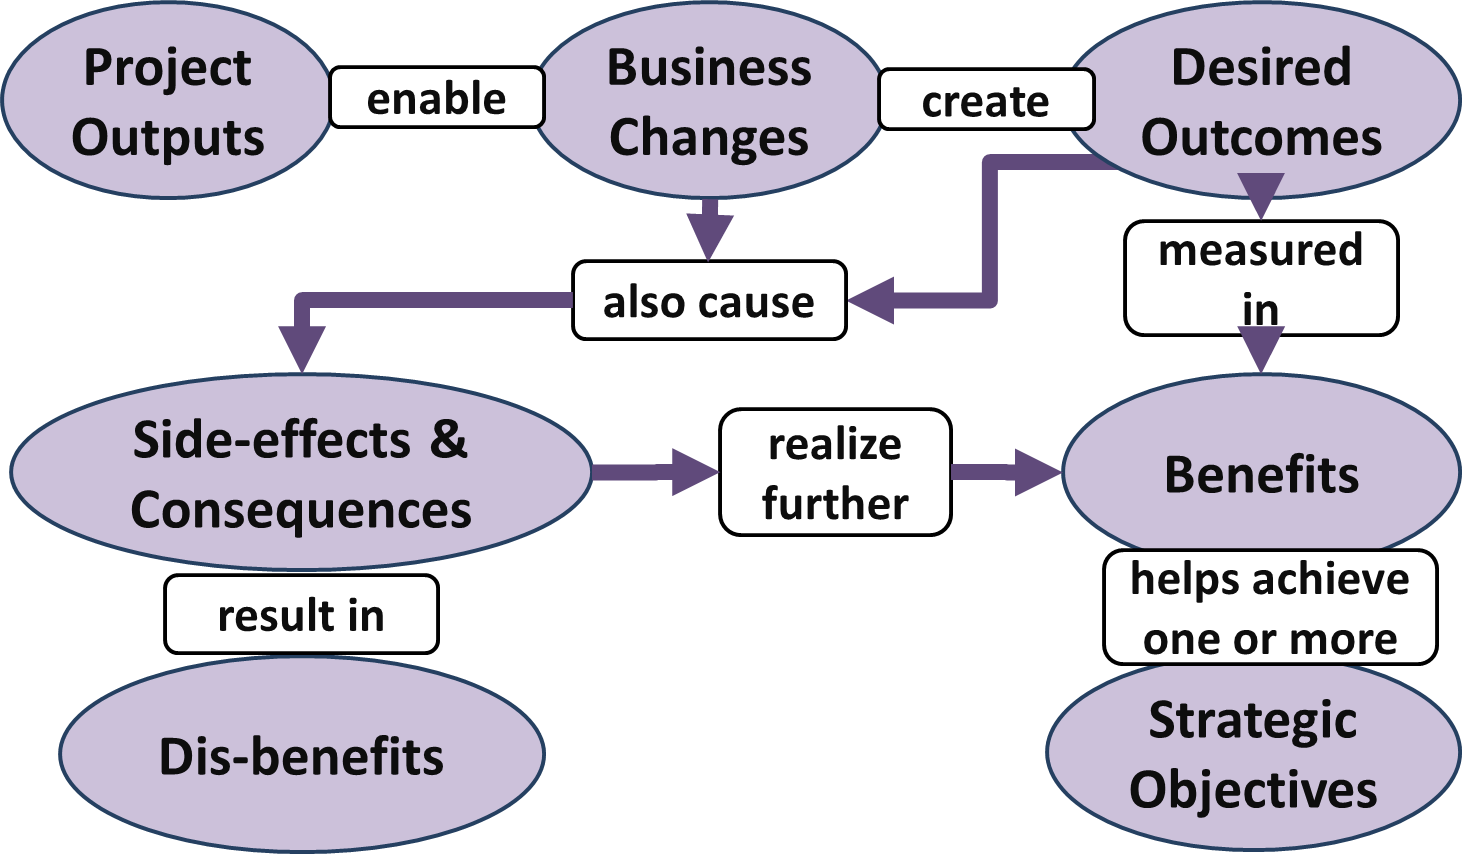 Project
Outputs
enable
Business
Changes
create
Desired
Outcomes
measured
in
also cause
Side-effects &
Consequences
realize
further
Benefits
result in
helps achieve
one or more
Dis-benefits
Strategic
Objectives